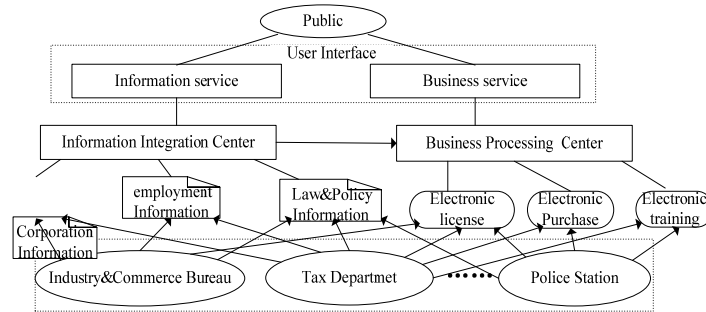 Public
User Interface
Information service
Business service
Information Integration Center
Business Processing Center
employment
Information
Law&Policy
Information
Electronic
license
Electronic
Purchase
Electronic
training
Corporation
Information
Industry&Commerce Bureau
Tax Departmet
Police Station